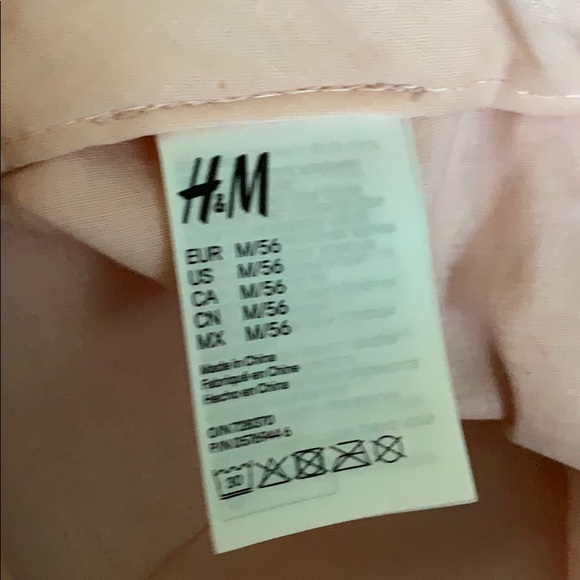 H&M
EUR M/56
US M/56
CA M/56
CN M/56
MX M/56
Made in China
Fabriqué en Chine
Hecho en China
30